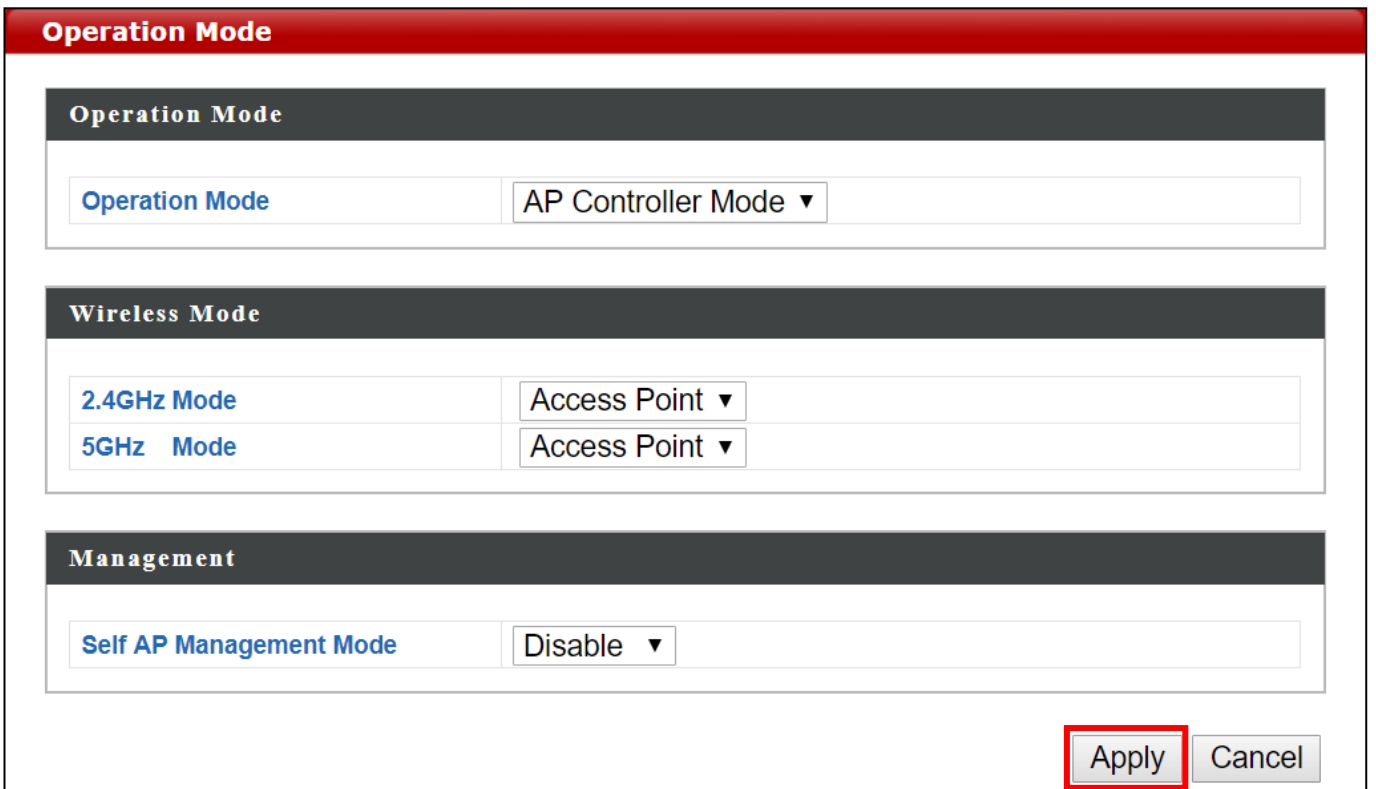 Operation Mode
Operation Mode
Operation Mode AP Controller Mode
Wireless Mode
2.4GHz Mode Access Point
5GHz Mode Access Point
Management
Self AP Management Mode Disable
Apply Cancel